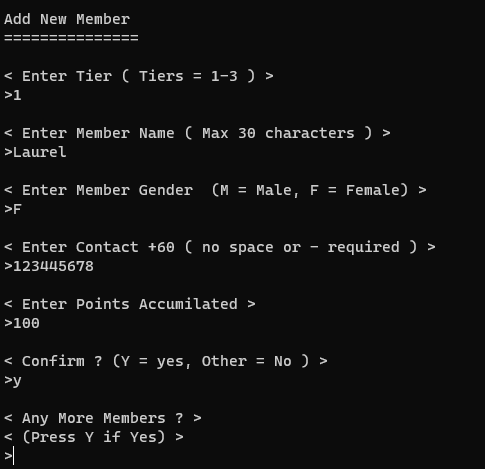 Add New Member
===============
< Enter Tier ( Tiers = 1-3 ) >
>1
< Enter Member Name ( Max 30 characters ) >
>Laurel
< Enter Member Gender  (M = Male, F = Female) >
>F
< Enter Contact +60 ( no space or - required ) >
>123445678
< Enter Points Accumilated >
>100
< Confirm ? (Y = yes, Other = No ) >
>y
< Any More Members ? >
< (Press Y if Yes) >
>